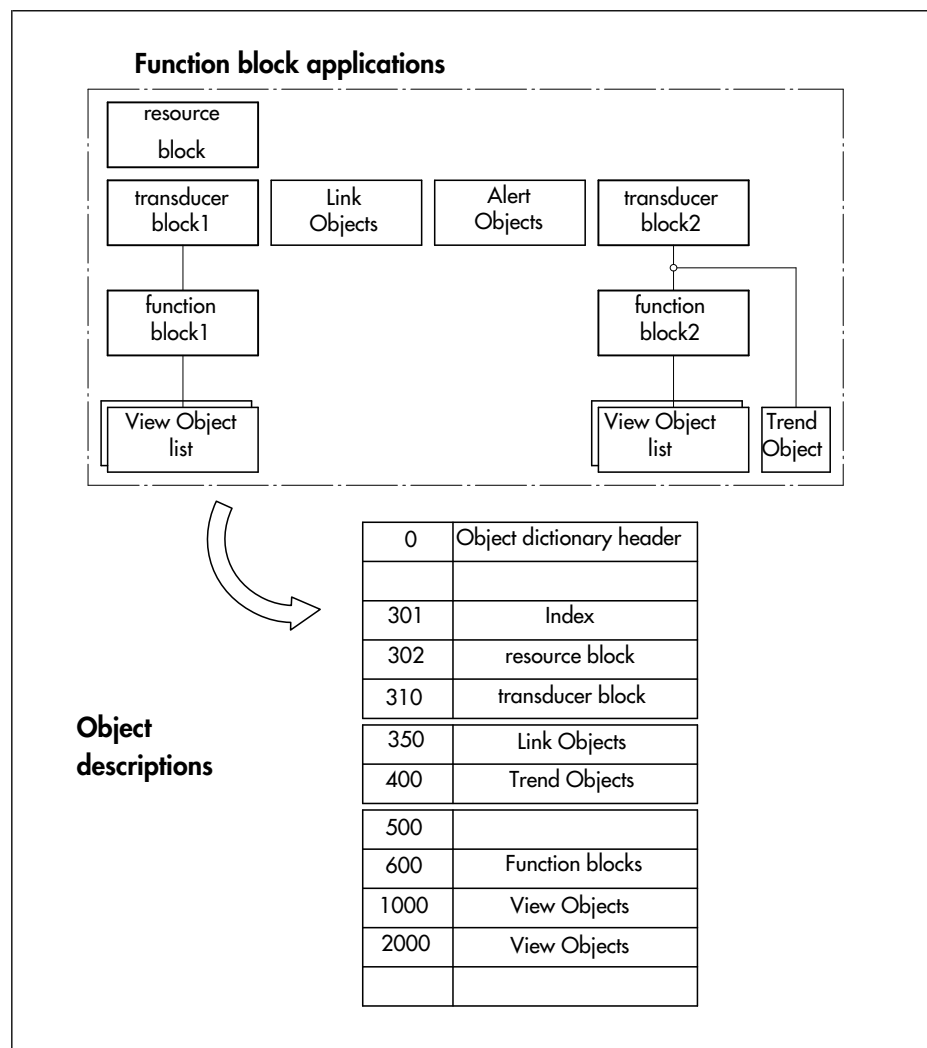 Function block applications
resource
block
transducer
block1
Link
Objects
Alert
Objects
transducer
block2
function
block1
function
block2
View Object
list
View Object
list
Trend
Object
0 Object dictionary header
301 Index
302 resource block
310 transducer block
Object
descriptions
350 Link Objects
400 Trend Objects
500
600 Function blocks
1000 View Objects
2000 View Objects